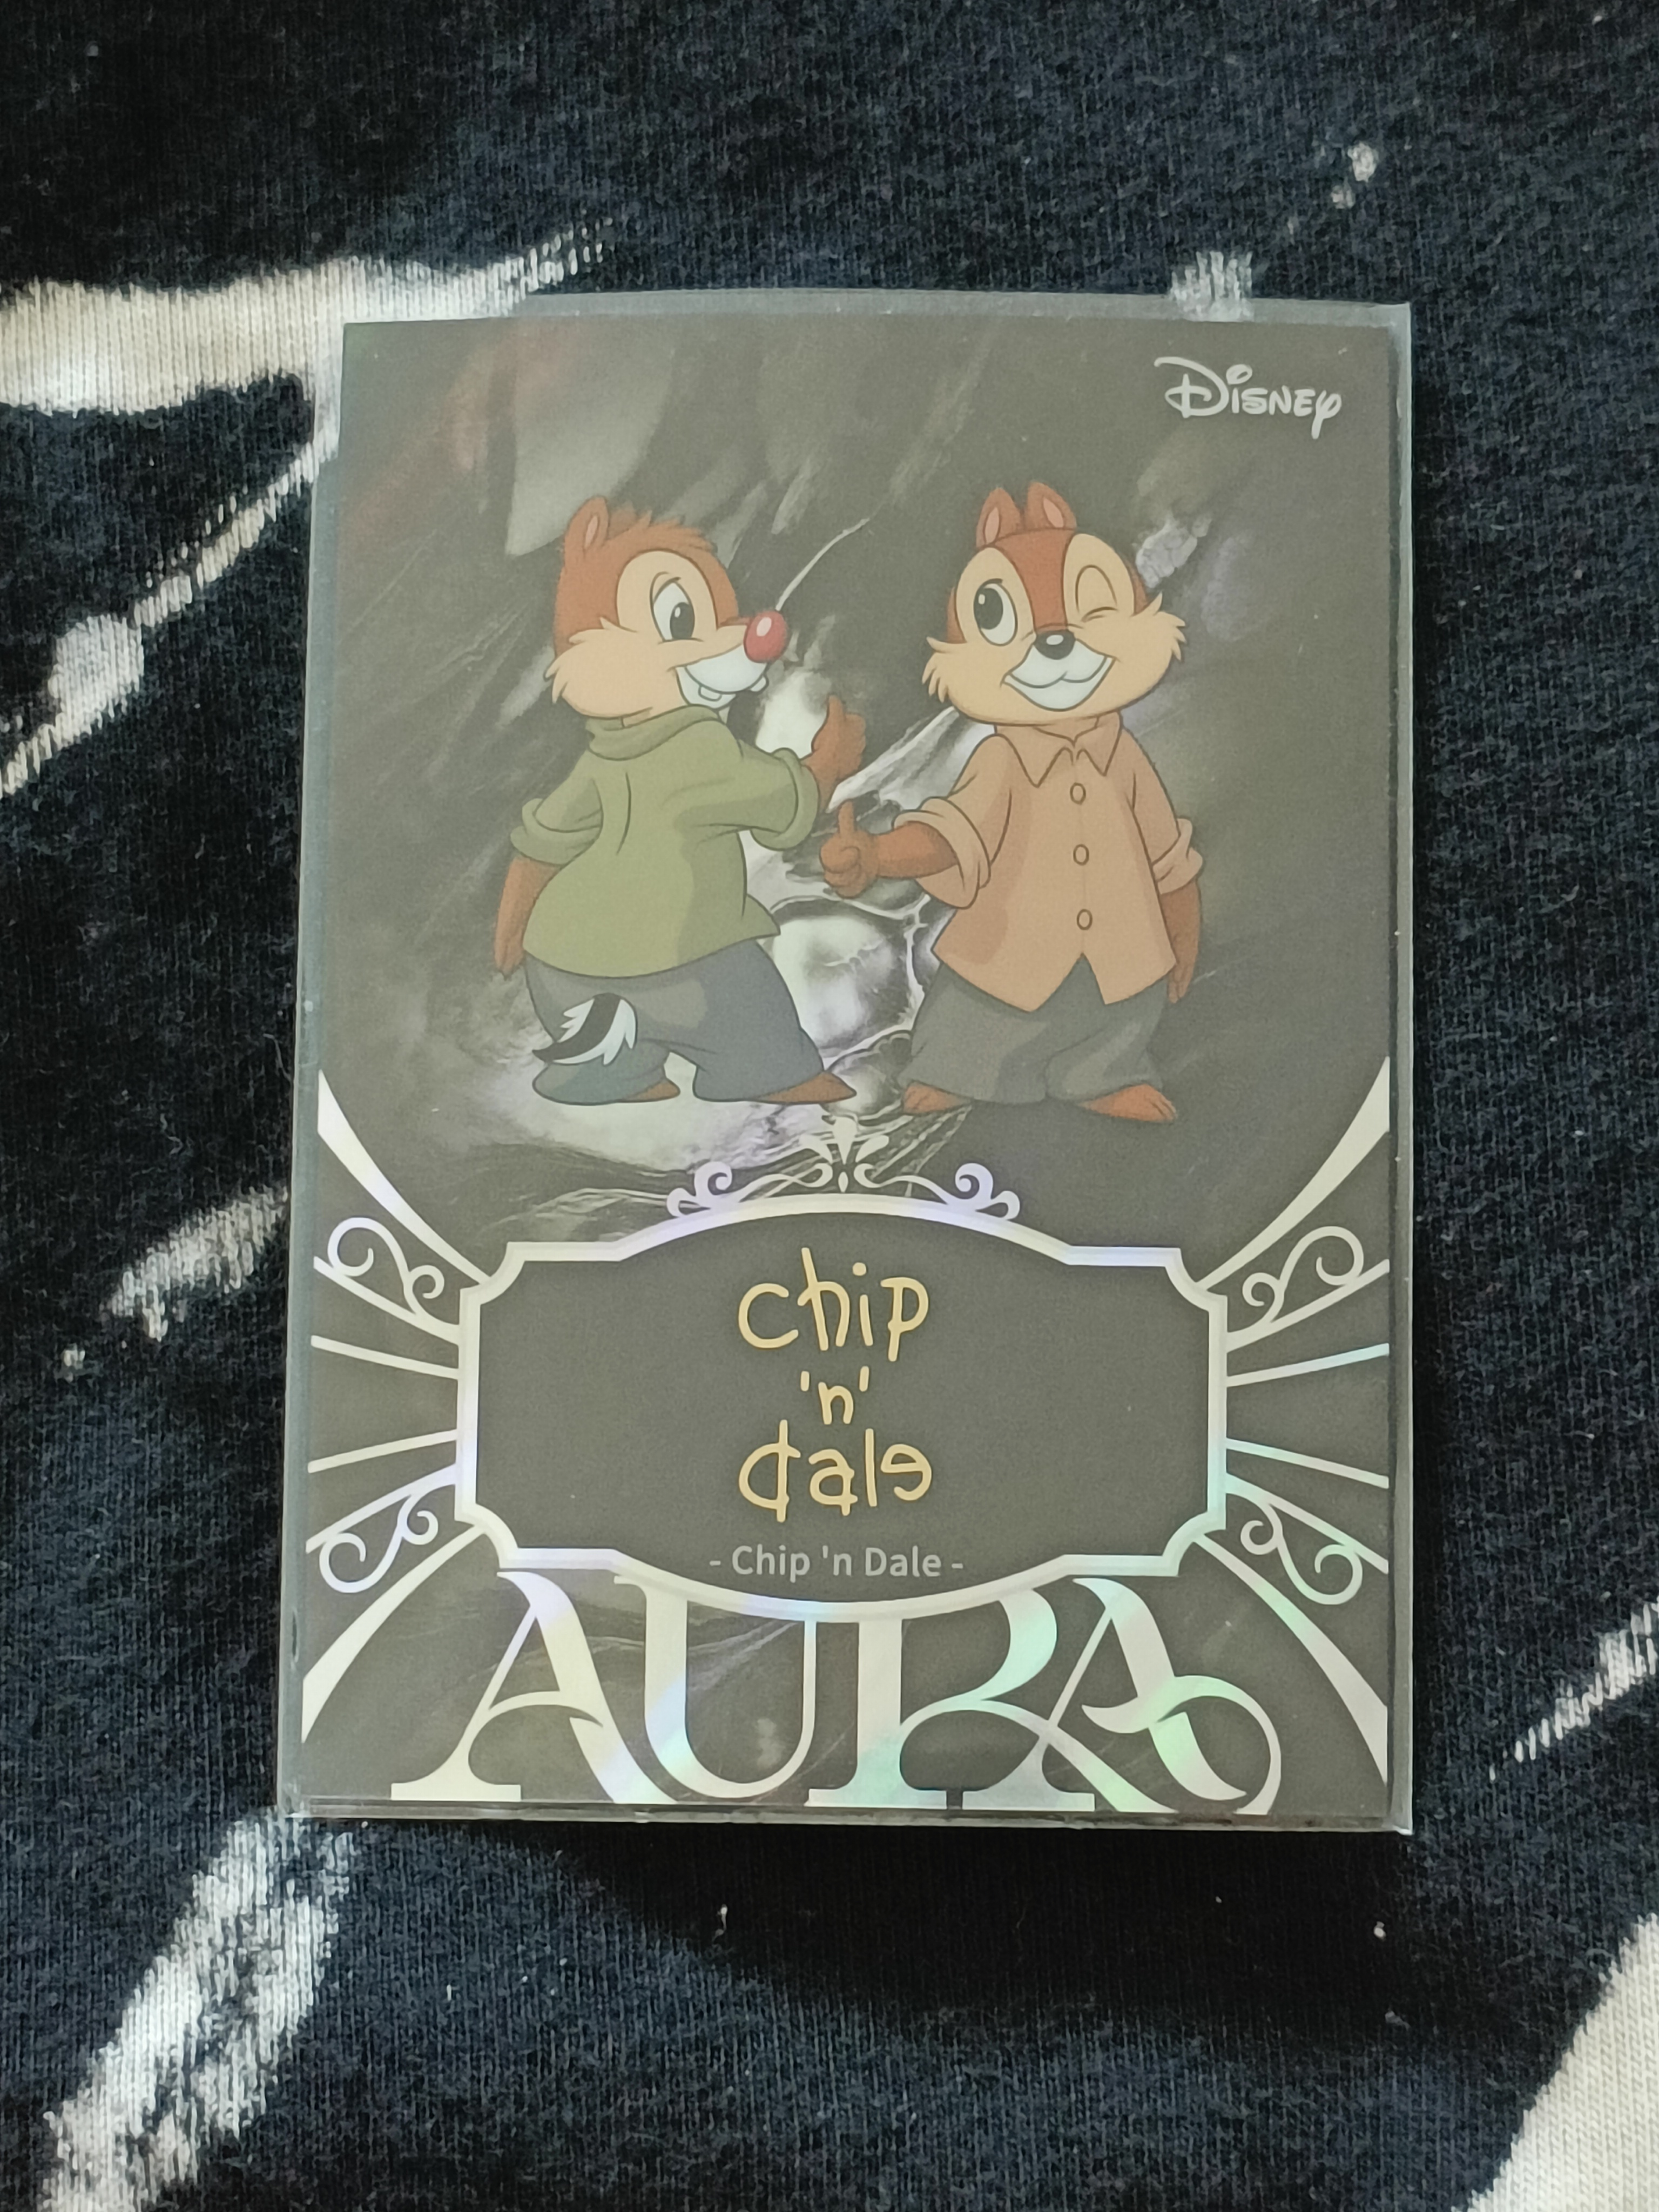 Disney
chip
'n'
dale
- Chip 'n Dale -
AURA